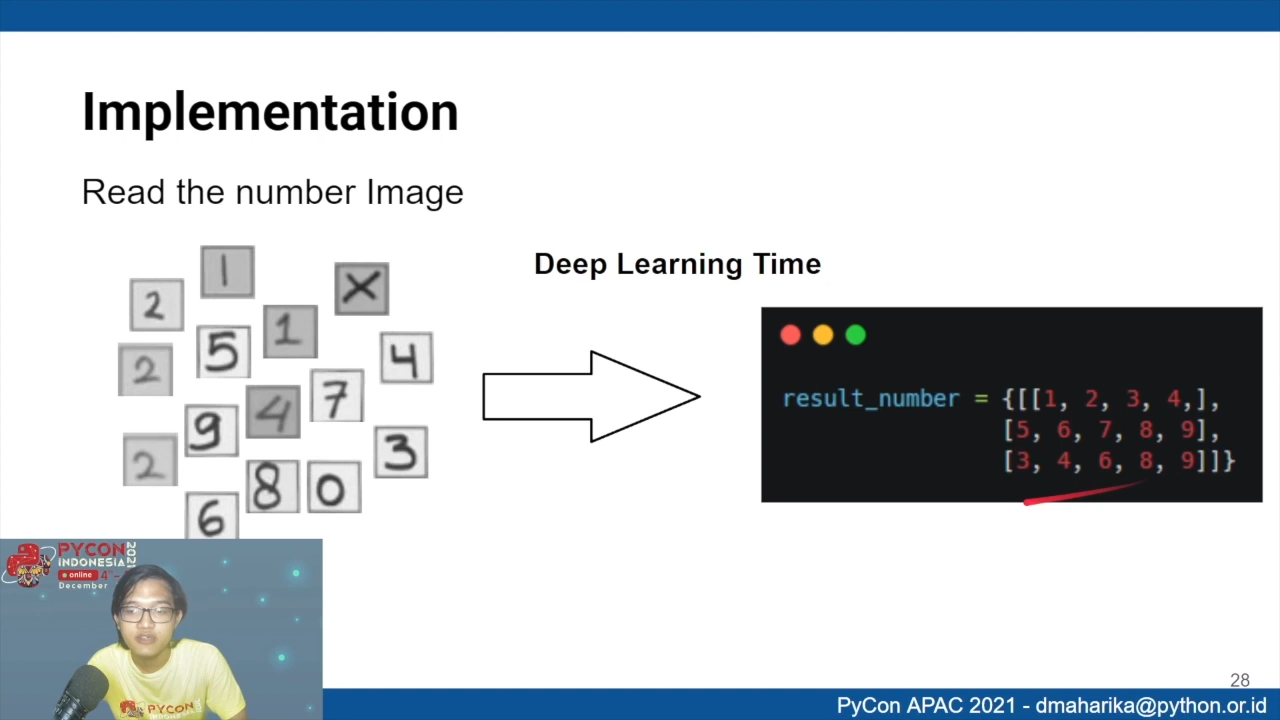 Implementation
Read the number Image
1
X
2
1
5
4
2
7
4
9
3
2
8
0
6
Deep Learning Time
result_number = {[[1, 2, 3, 4,],
[5, 6, 7, 8, 9],
[3, 4, 6, 8, 9]]}
PYCON
INDONESIA
2021
online 4 -
December
PYCON
28
PyCon APAC 2021 - dmaharika@python.or.id